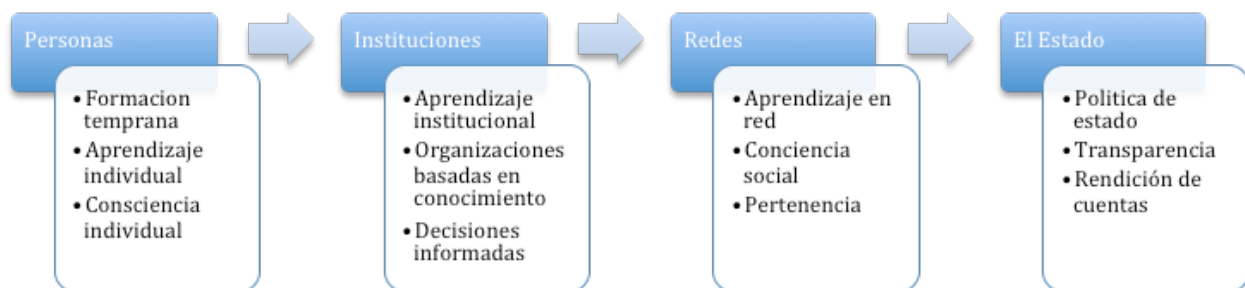 Personas
• Formacion
temprana
• Aprendizaje
individual
• Consciencia
individual
Instituciones
• Aprendizaje
institucional
• Organizaciones
basadas en
conocimiento
• Decisiones
informadas
Redes
• Aprendizaje en
red
• Conciencia
social
• Pertenencia
El Estado
• Politica de
estado
• Transparencia
• Rendición de
cuentas